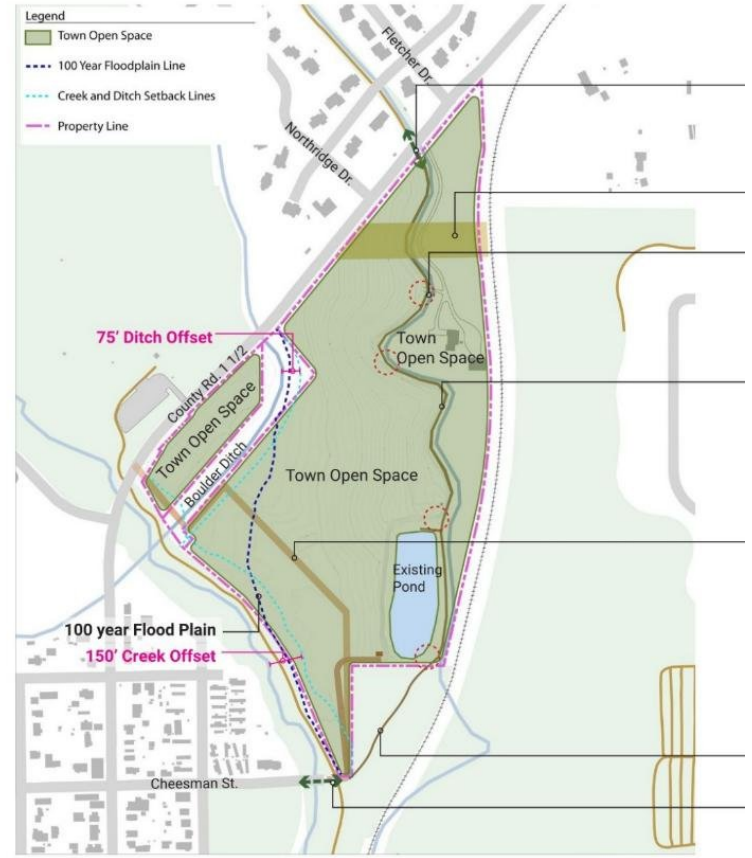 Legend
Town Open Space
100 Year Floodplain Line
Creek and Ditch Setback Lines
Property Line
Fletcher Dr.
Northridge Dr.
75' Ditch Offset
Town
Open Space
County Rd. 1 1/2
Town Open Space
Boulder Ditch
Town Open Space
Existing
Pond
100 year Flood Plain
150' Creek Offset
Cheesman St.